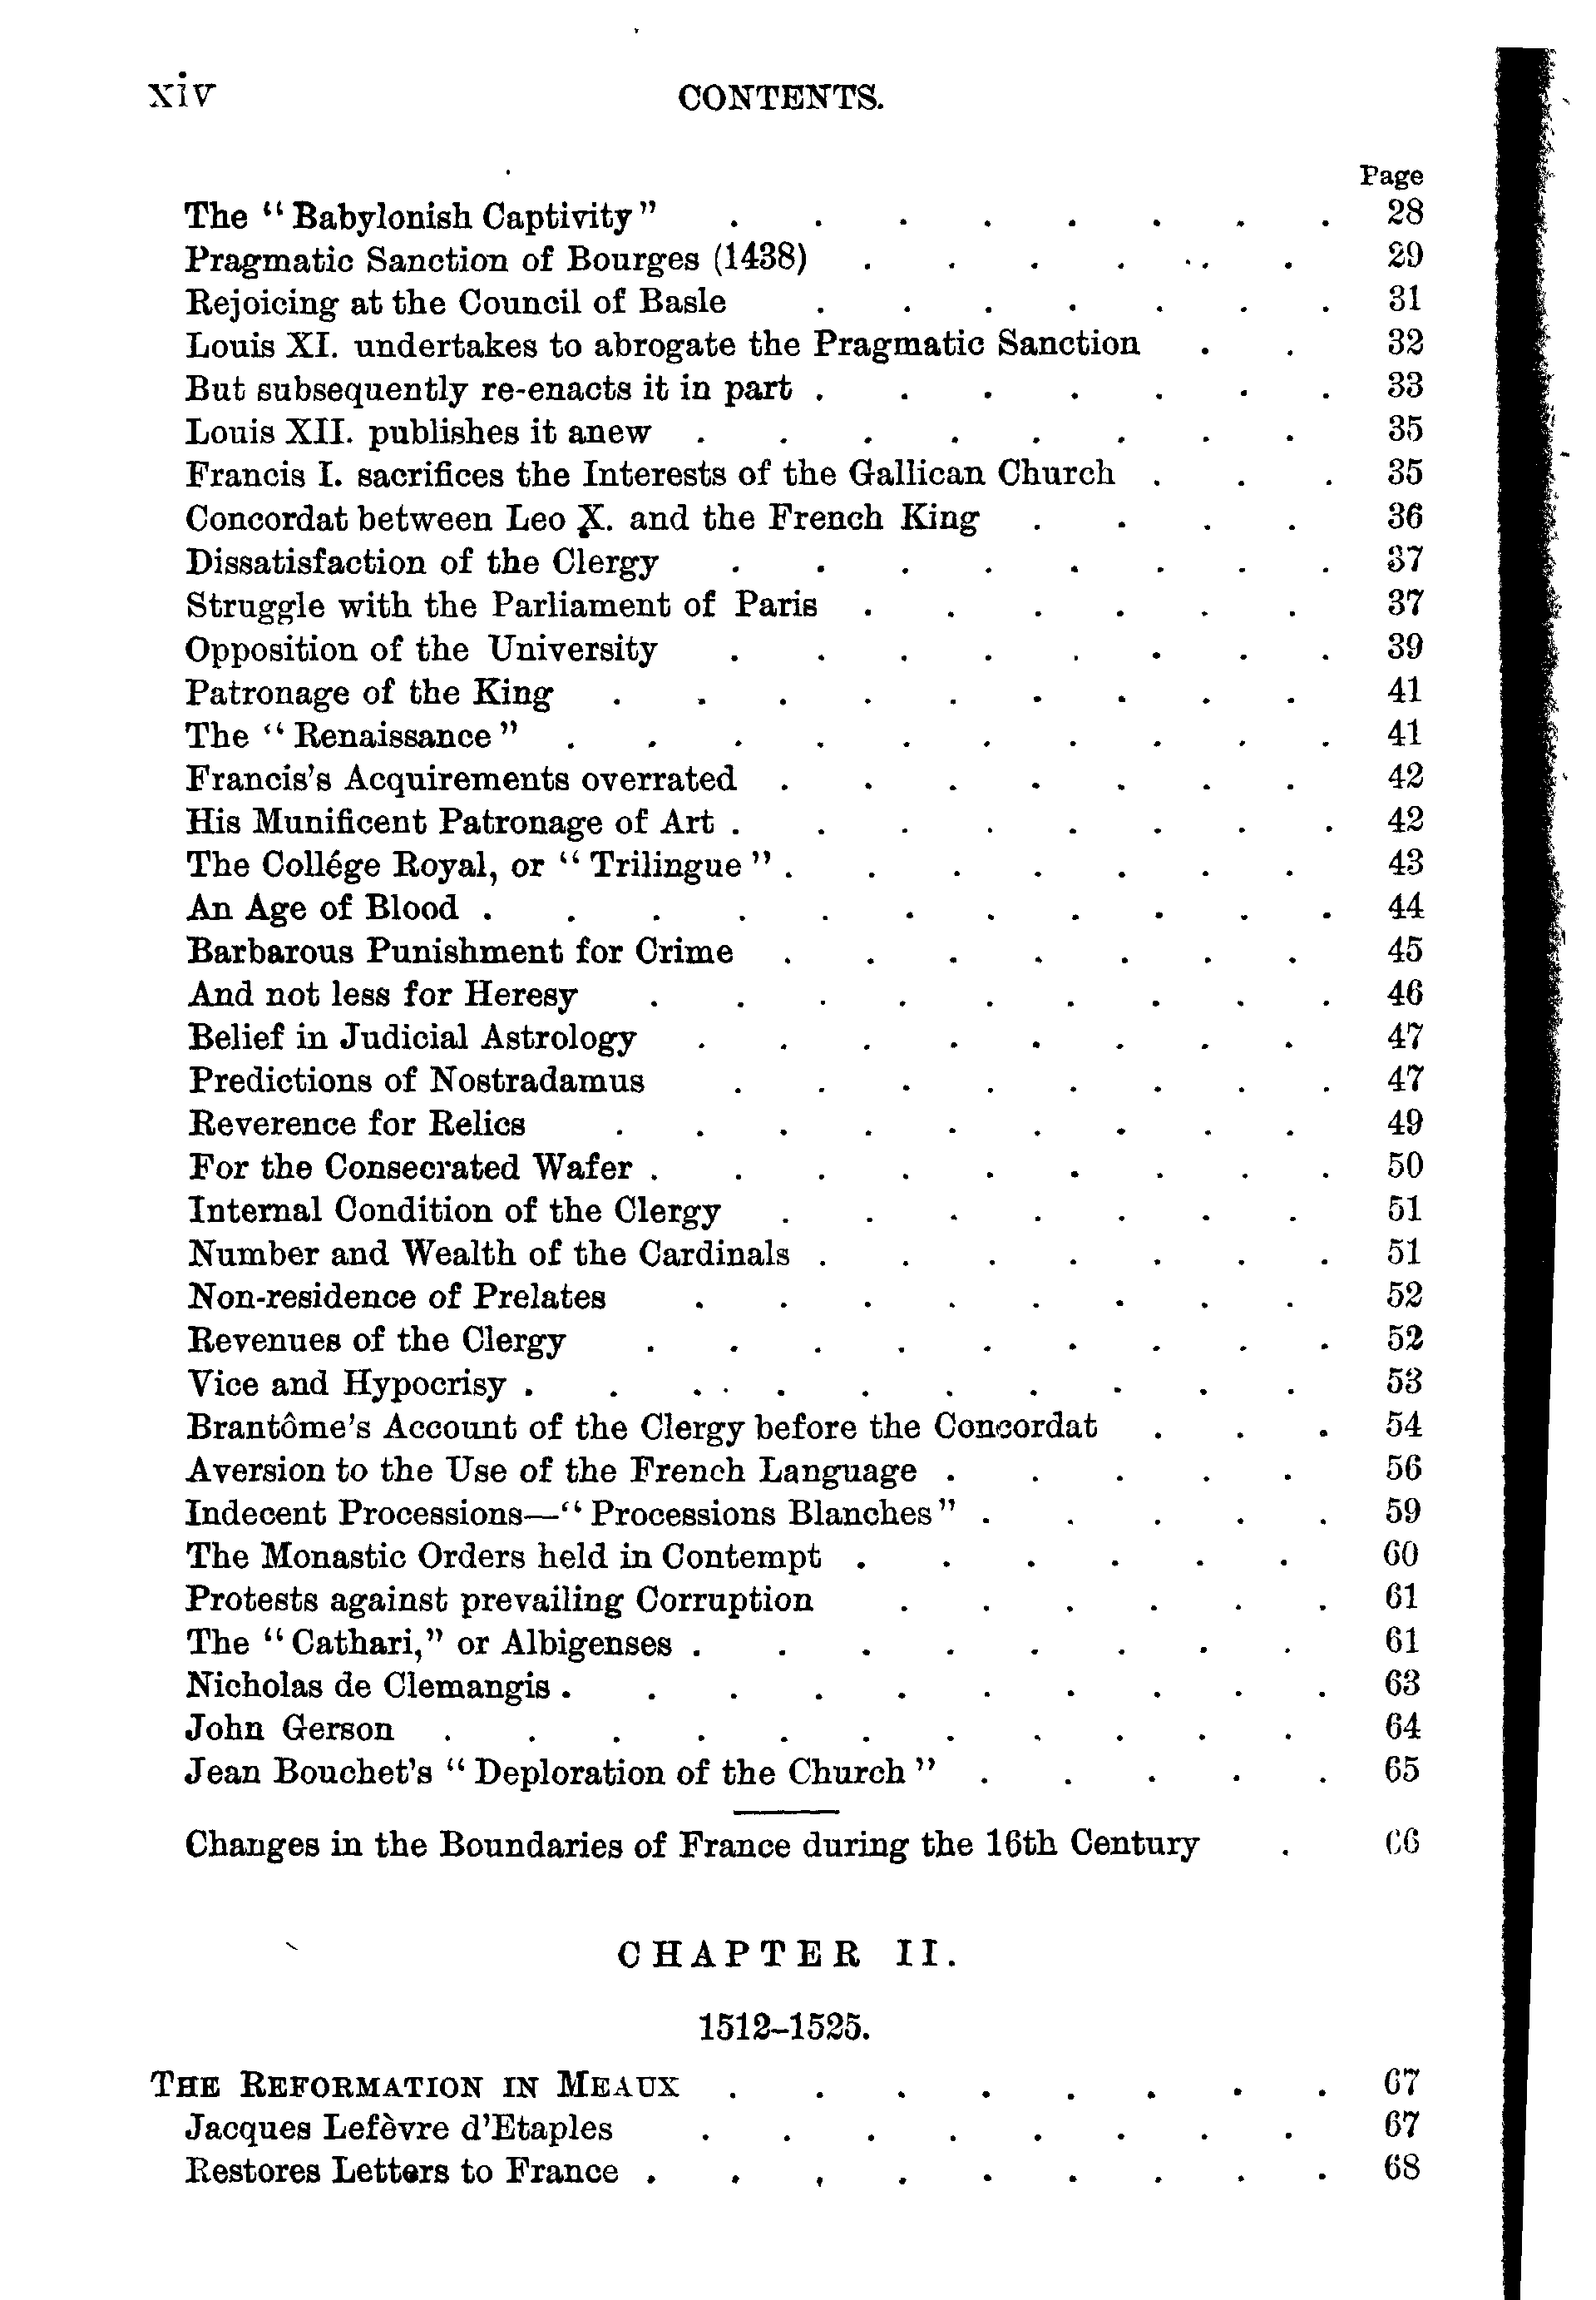 xiv CONTENTS.
Page
The "Babylonish Captivity" . . . . . . . . 28
Pragmatic Sanction of Bourges (1438) . . . . . . 29
Rejoicing at the Council of Basle . . . . . . . 31
Louis XI. undertakes to abrogate the Pragmatic Sanction . . 32
But subsequently re-enacts it in part . . . . . . . 33
Louis XII. publishes it anew . . . . . . . . 35
Francis I. sacrifices the Interests of the Gallican Church . . . 35
Concordat between Leo X. and the French King . . . . 36
Dissatisfaction of the Clergy . . . . . . . . 37
Struggle with the Parliament of Paris . . . . . . 37
Opposition of the University . . . . . . . . 39
Patronage of the King . . . . . . . . . 41
The "Renaissance" . . . . . . . . . . 41
Francis's Acquirements overrated . . . . . . . 42
His Munificent Patronage of Art . . . . . . . . 42
The Collége Royal, or "Trilingue" . . . . . . . 43
An Age of Blood . . . . . . . . . . . 44
Barbarous Punishment for Crime . . . . . . . 45
And not less for Heresy . . . . . . . . . 46
Belief in Judicial Astrology . . . . . . . . 47
Predictions of Nostradamus . . . . . . . . 47
Reverence for Relics . . . . . . . . . 49
For the Consecrated Wafer . . . . . . . . . 50
Internal Condition of the Clergy . . . . . . . 51
Number and Wealth of the Cardinals . . . . . . . 51
Non-residence of Prelates . . . . . . . . 52
Revenues of the Clergy . . . . . . . . . 52
Vice and Hypocrisy . . . . . . . . . . 53
Brantôme's Account of the Clergy before the Concordat . . . 54
Aversion to the Use of the French Language . . . . . 56
Indecent Processions—"Processions Blanches" . . . . . 59
The Monastic Orders held in Contempt . . . . . . 60
Protests against prevailing Corruption . . . . . . 61
The "Cathari," or Albigenses . . . . . . . . 61
Nicholas de Clemangis . . . . . . . . . . 63
John Gerson . . . . . . . . . . . 64
Jean Bouchet's "Deploration of the Church" . . . . . 65
Changes in the Boundaries of France during the 16th Century . 66
CHAPTER II.
1512–1525.
THE REFORMATION IN MEAUX . . . . . . . . 67
Jacques Lefèvre d'Etaples . . . . . . . . 67
Restores Letters to France . . . . . . . . . 68